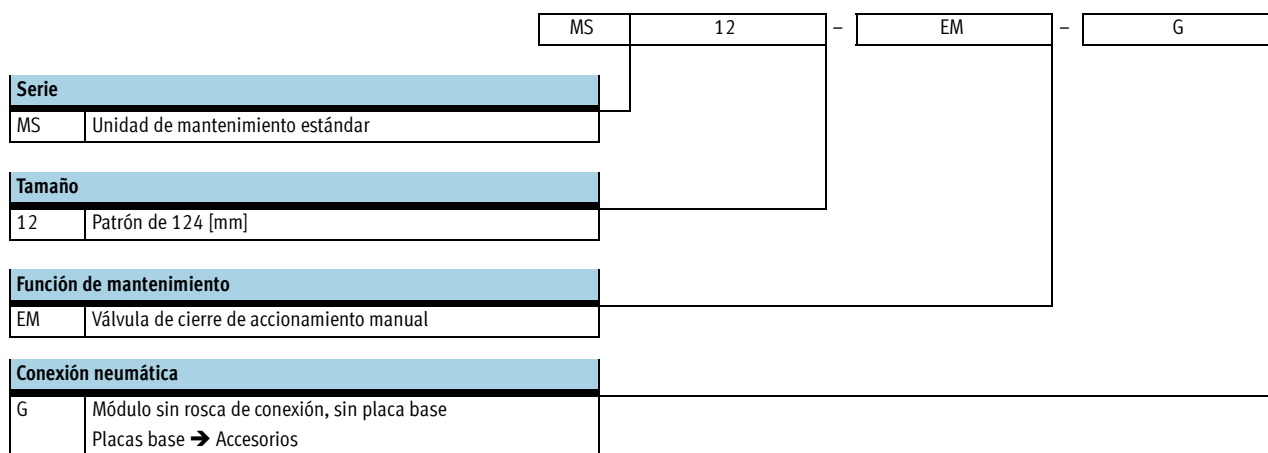 MS 12 – EM – G
Serie
MS Unidad de mantenimiento estándar
Tamaño
12 Patrón de 124 [mm]
Función de mantenimiento
EM Válvula de cierre de accionamiento manual
Conexión neumática
G Módulo sin rosca de conexión, sin placa base
Placas base ➔ Accesorios